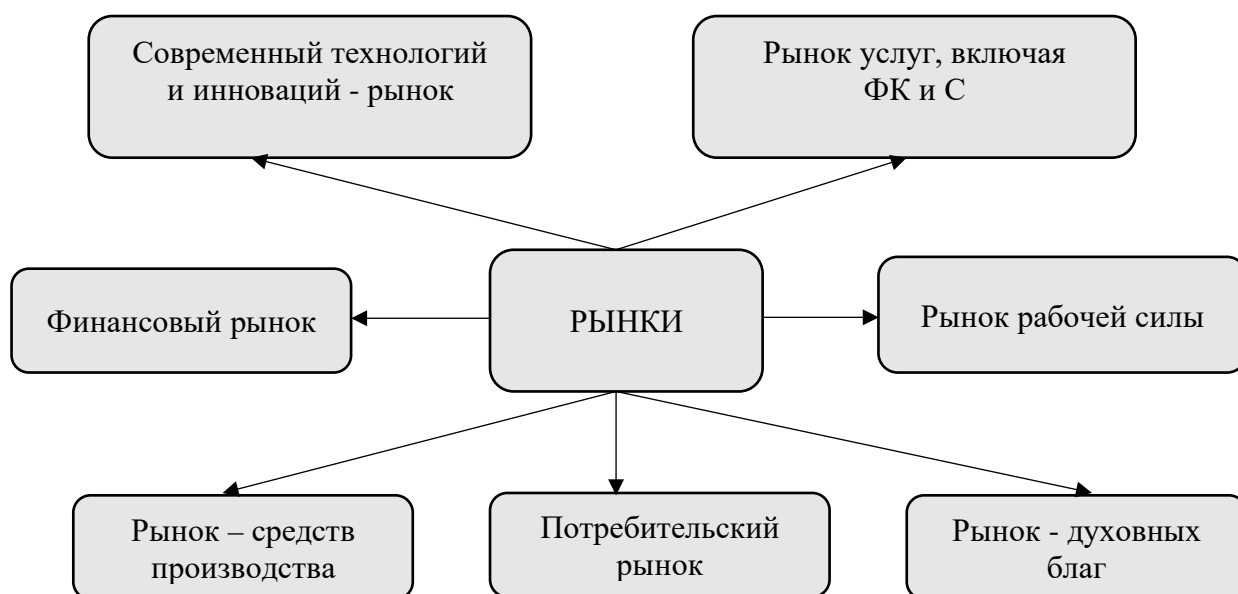 Современный технологий
и инноваций - рынок
Рынок услуг, включая
ФК и С
Финансовый рынок
РЫНКИ
Рынок рабочей силы
Рынок – средств
производства
Потребительский
рынок
Рынок - духовных
благ